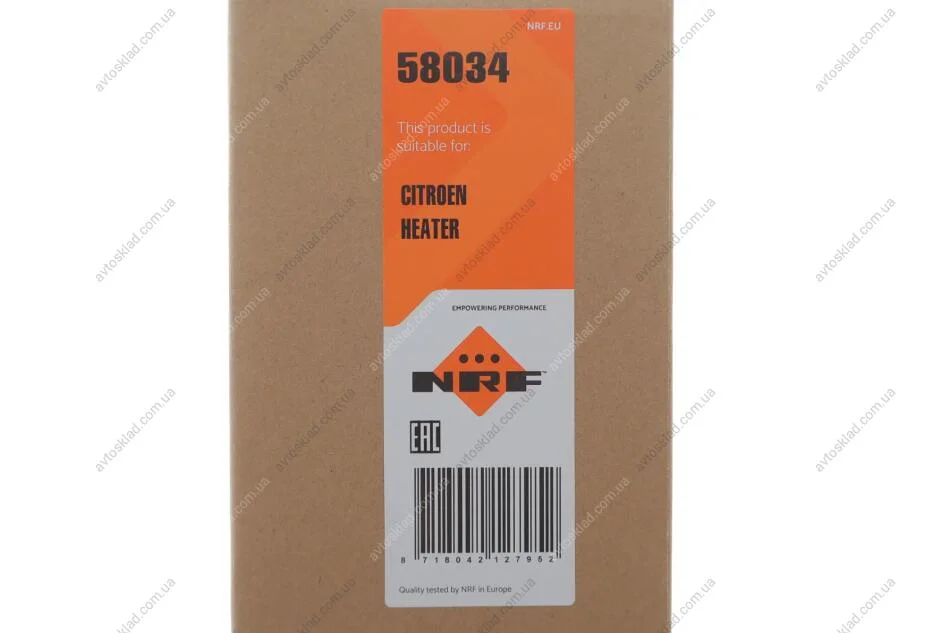 NRF.EU
58034
This product is
suitable for:
CITROEN
HEATER
EMPOWERING PERFORMANCE
NRF™
EAC
8 718042 127952
Quality tested by NRF in Europe
avtosklad.com.ua